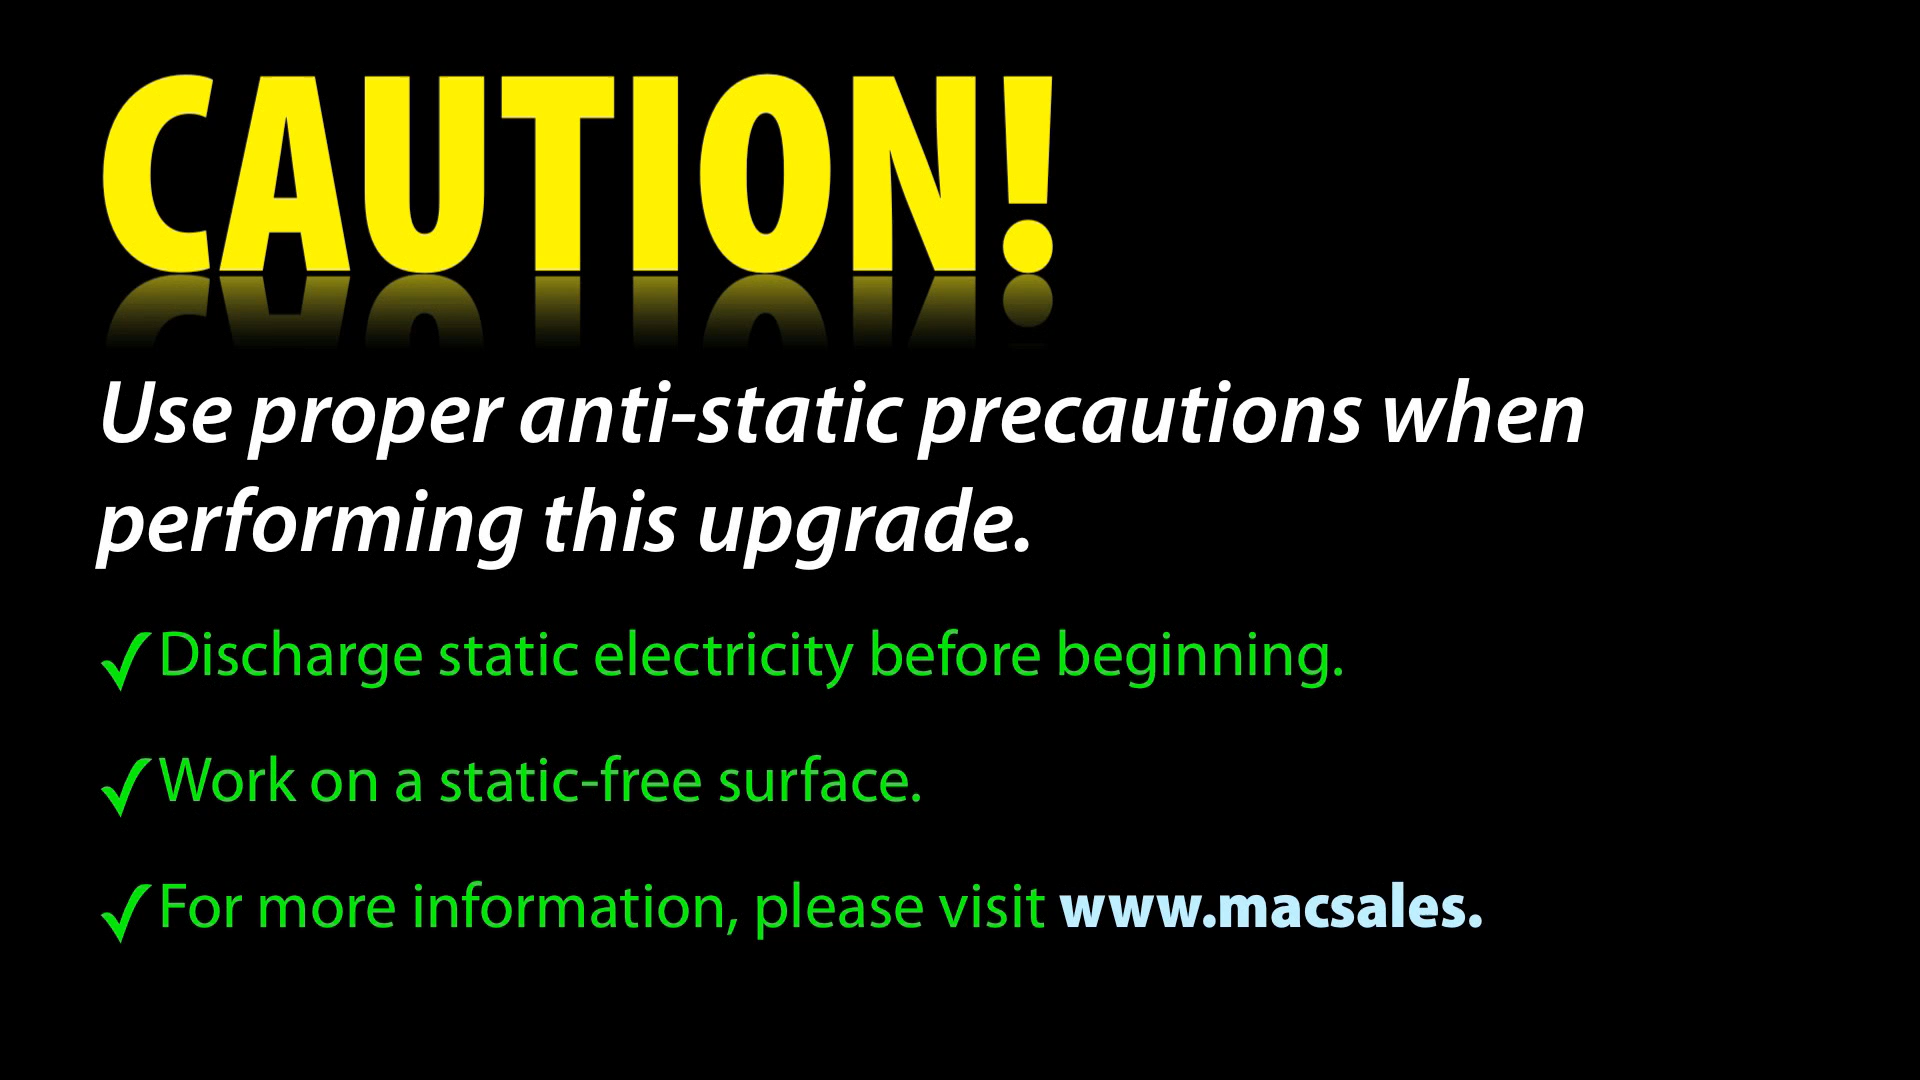 CAUTION!
Use proper anti-static precautions when
performing this upgrade.
✓Discharge static electricity before beginning.
✓Work on a static-free surface.
✓For more information, please visit www.macsales.